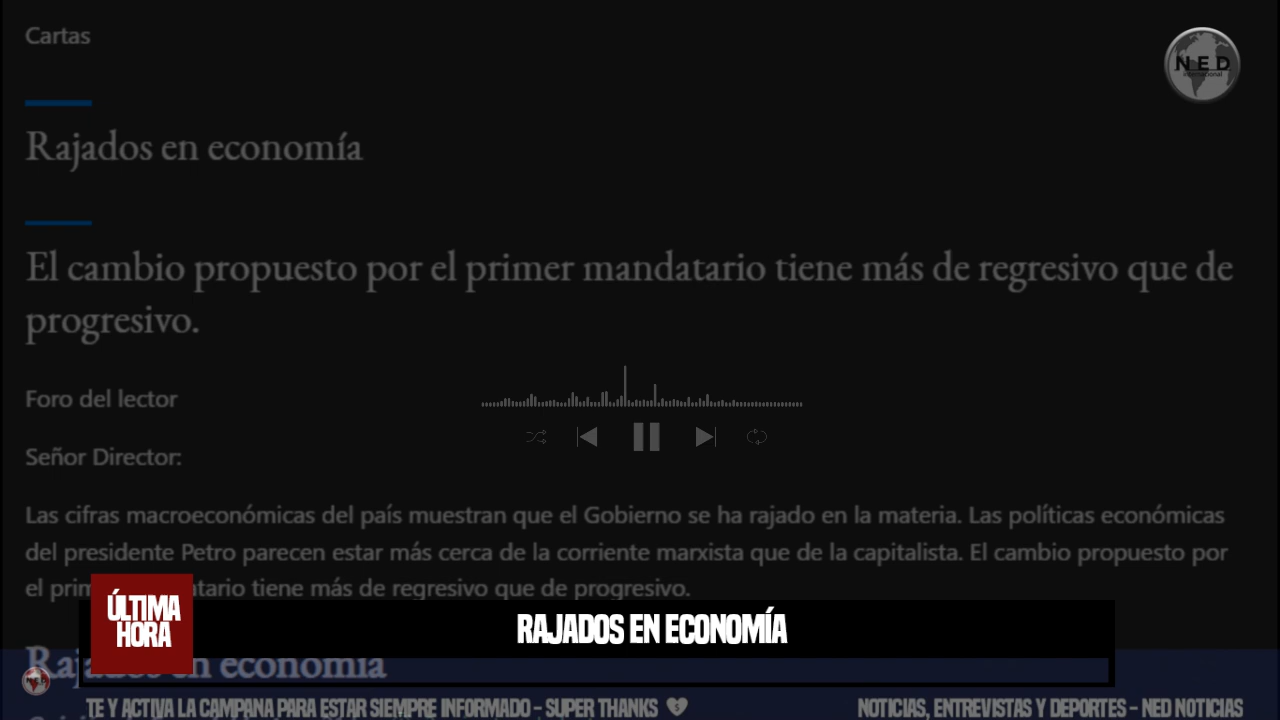 Cartas
NED
international
Rajados en economía
El cambio propuesto por el primer mandatario tiene más de regresivo que de
progresivo.
Foro del lector
Señor Director:
Las cifras macroeconómicas del país muestran que el Gobierno se ha rajado en la materia. Las políticas económicas
del presidente Petro parecen estar más cerca de la corriente marxista que de la capitalista. El cambio propuesto por
el prim tario tiene más de regresivo que de progresivo.
ÚLTIMA
HORA
RAJADOS EN ECONOMÍA
Rajados en economía
TE Y ACTIVA LA CAMPANA PARA ESTAR SIEMPRE INFORMADO - SUPER THANKS
NOTICIAS, ENTREVISTAS Y DEPORTES - NED NOTICIAS